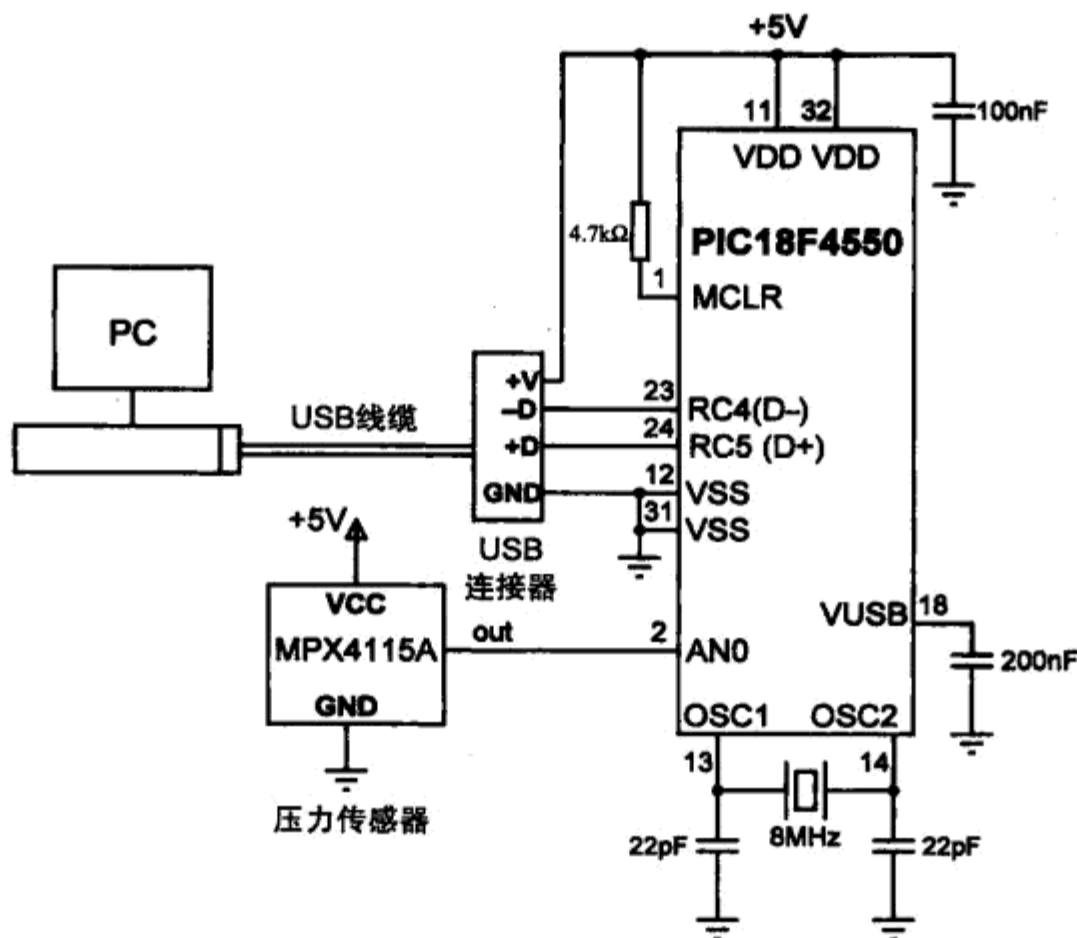 +5V
11
32
100nF
VDD
VDD
4.7kΩ
PIC18F4550
1
MCLR
PC
+V
23
–D
RC4(D–)
USB线缆
24
+D
RC5 (D+)
12
GND
VSS
31
VSS
+5V
USB
连接器
VCC
18
VUSB
out
2
MPX4115A
AN0
200nF
GND
OSC1
OSC2
13
14
压力传感器
8MHz
22pF
22pF